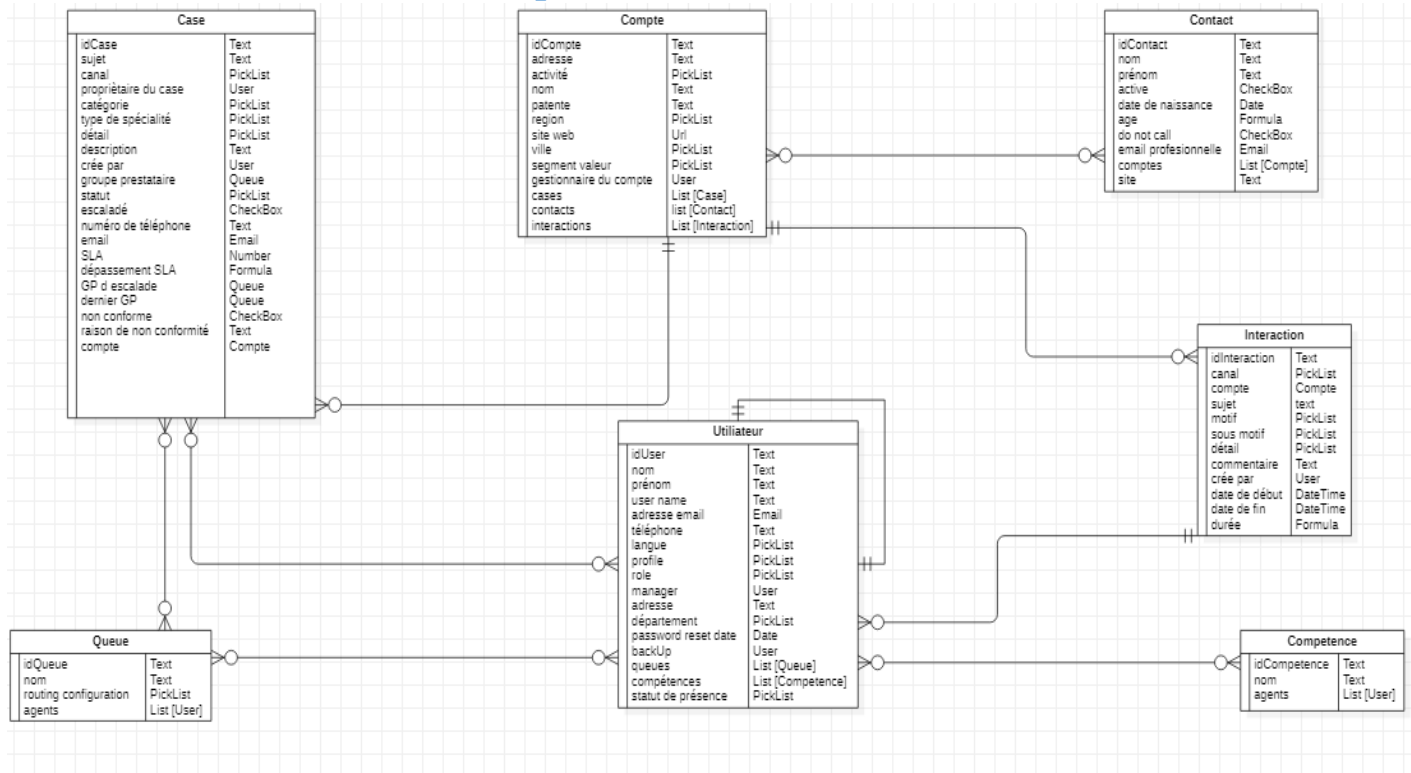 Case
idCase Text
sujet Text
canal PickList
propriètaire du case User
catégorie PickList
type de spécialité PickList
détail PickList
description Text
crée par User
groupe prestataire Queue
statut PickList
escaladé CheckBox
numéro de téléphone Text
email Email
SLA Number
dépassement SLA Formula
GP d escalade Queue
dernier GP Queue
non conforme CheckBox
raison de non conformité Text
compte Compte
Compte
idCompte Text
adresse Text
activité PickList
nom Text
patente Text
region PickList
site web Url
ville PickList
segment valeur PickList
gestionnaire du compte User
cases List [Case]
contacts list [Contact]
interactions List [Interaction]
Contact
idContact Text
nom Text
prénom Text
active CheckBox
date de naissance Date
age Formula
do not call CheckBox
email profesionnelle Email
comptes List [Compte]
site Text
Interaction
idInteraction Text
canal PickList
compte Compte
sujet text
motif PickList
sous motif PickList
détail PickList
commentaire Text
crée par User
date de début DateTime
date de fin DateTime
durée Formula
Utiliateur
idUser Text
nom Text
prénom Text
user name Text
adresse email Email
téléphone Text
langue PickList
profile PickList
role PickList
manager User
adresse Text
département PickList
password reset date Date
backUp User
queues List [Queue]
compétences List [Competence]
statut de présence PickList
Queue
idQueue Text
nom Text
routing configuration PickList
agents List [User]
Competence
idCompetence Text
nom Text
agents List [User]